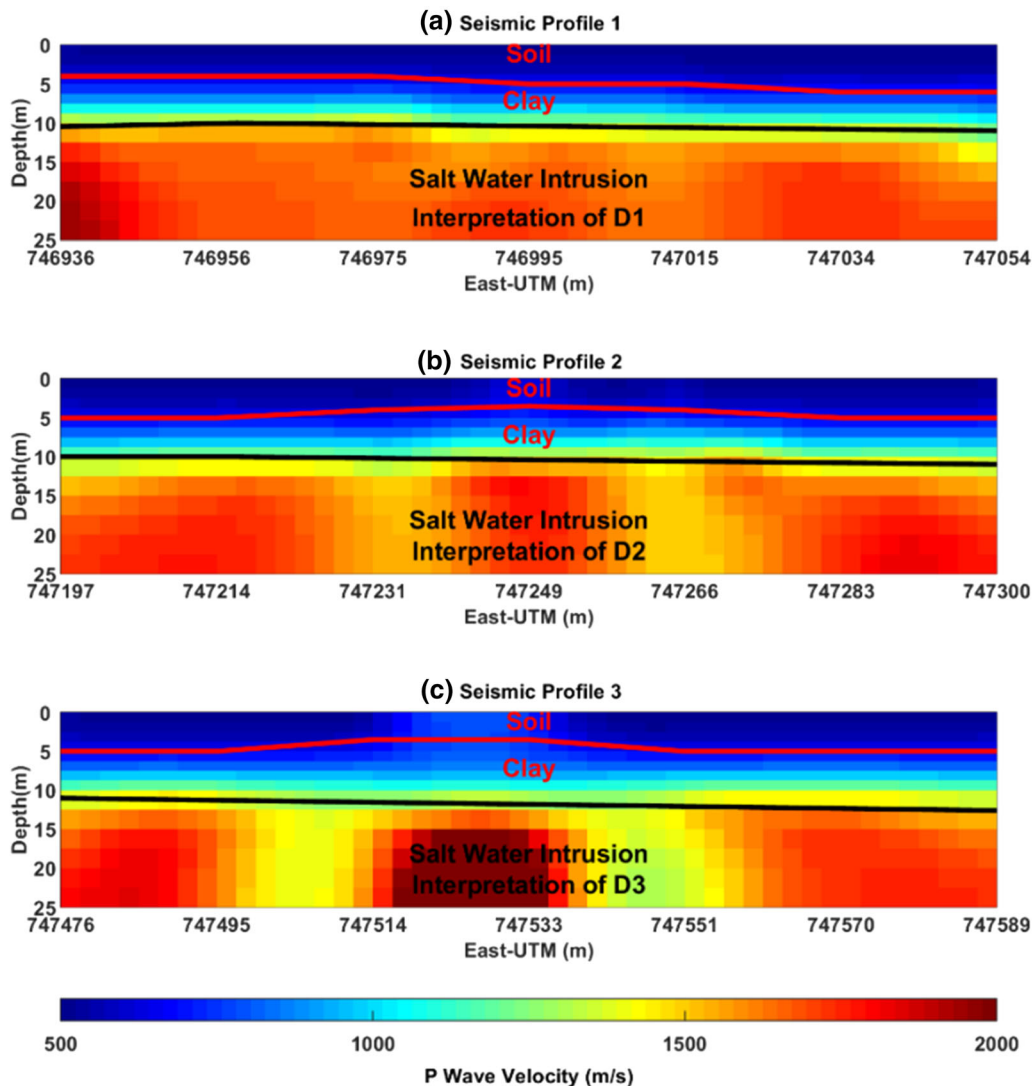 (a) Seismic Profile 1
0
Soil
5
Clay
10
15
Salt Water Intrusion
20
Interpretation of D1
25
Depth(m)
746936 746956 746975 746995 747015 747034 747054
East-UTM (m)
(b) Seismic Profile 2
0
Soil
5
Clay
10
15
Salt Water Intrusion
20
Interpretation of D2
25
Depth(m)
747197 747214 747231 747249 747266 747283 747300
East-UTM (m)
(c) Seismic Profile 3
0
Soil
5
Clay
10
15
Salt Water Intrusion
20
Interpretation of D3
25
Depth(m)
747476 747495 747514 747533 747551 747570 747589
East-UTM (m)
500 1000 1500 2000
P Wave Velocity (m/s)